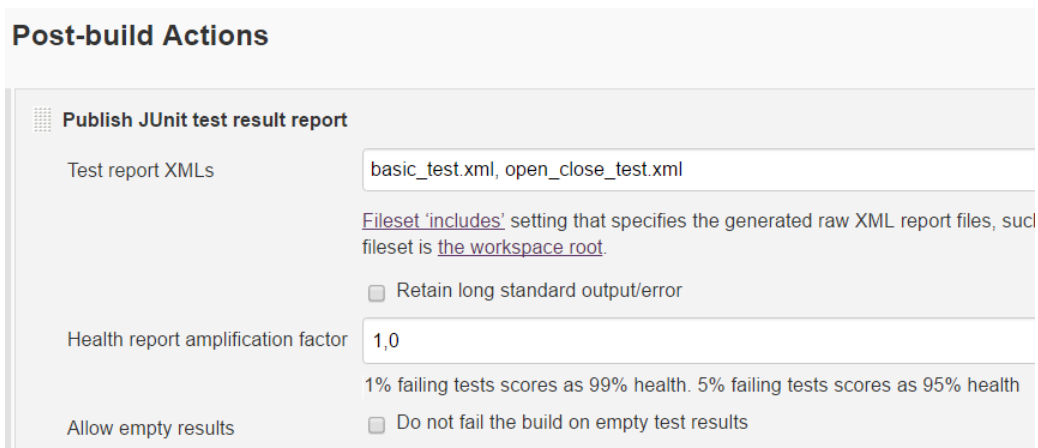 Post-build Actions
Publish JUnit test result report
Test report XMLs
basic_test.xml, open_close_test.xml
Fileset ‘includes’ setting that specifies the generated raw XML report files, suc
fileset is the workspace root.
Retain long standard output/error
Health report amplification factor
1,0
1% failing tests scores as 99% health. 5% failing tests scores as 95% health
Allow empty results
Do not fail the build on empty test results